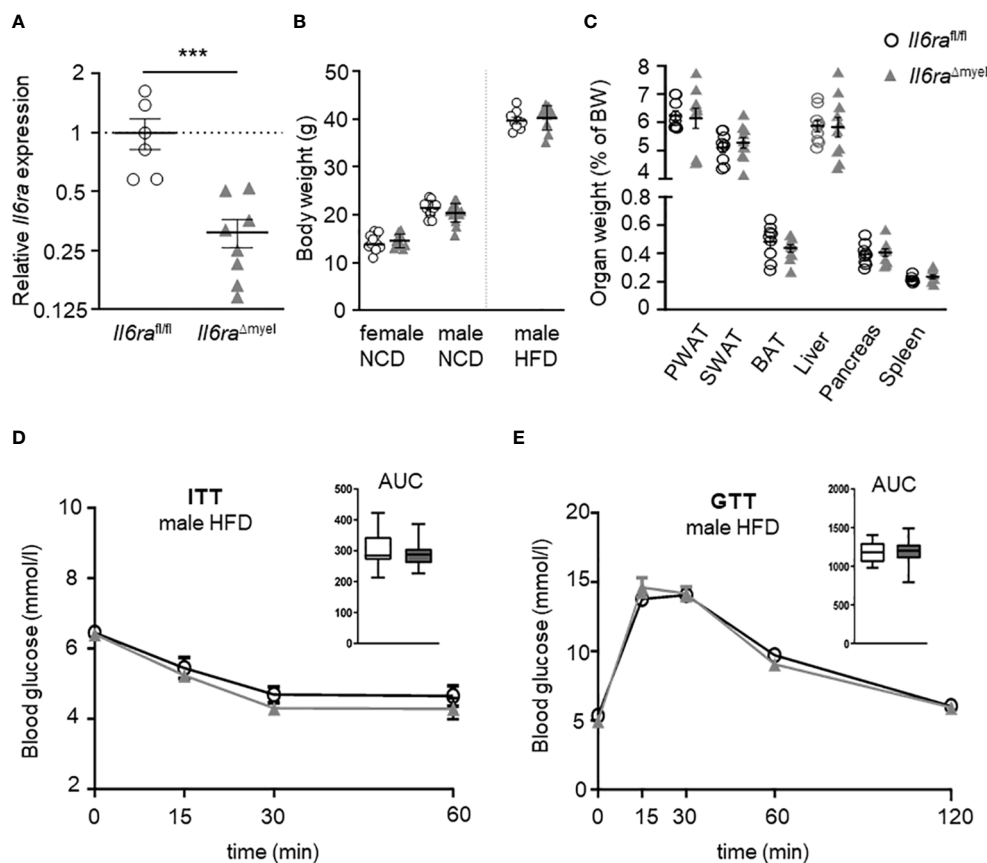 A
***
Relative Il6ra expression
2
1
0.5
0.25
0.125
Il6ra^fl/fl
Il6ra^Δmyel
B
Body weight (g)
50
40
30
20
10
0
female
NCD
male
NCD
male
HFD
C
Il6ra^fl/fl
Il6ra^Δmyel
Organ weight (% of BW)
8
7
6
5
4
0.8
0.6
0.4
0.2
0
PWAT
SWAT
BAT
Liver
Pancreas
Spleen
D
ITT
male HFD
Blood glucose (mmol/l)
10
8
6
4
2
0
15
30
60
time (min)
AUC
500
400
300
200
100
0
E
GTT
male HFD
Blood glucose (mmol/l)
20
15
10
5
0
0
15
30
60
120
time (min)
AUC
2000
1500
1000
500
0